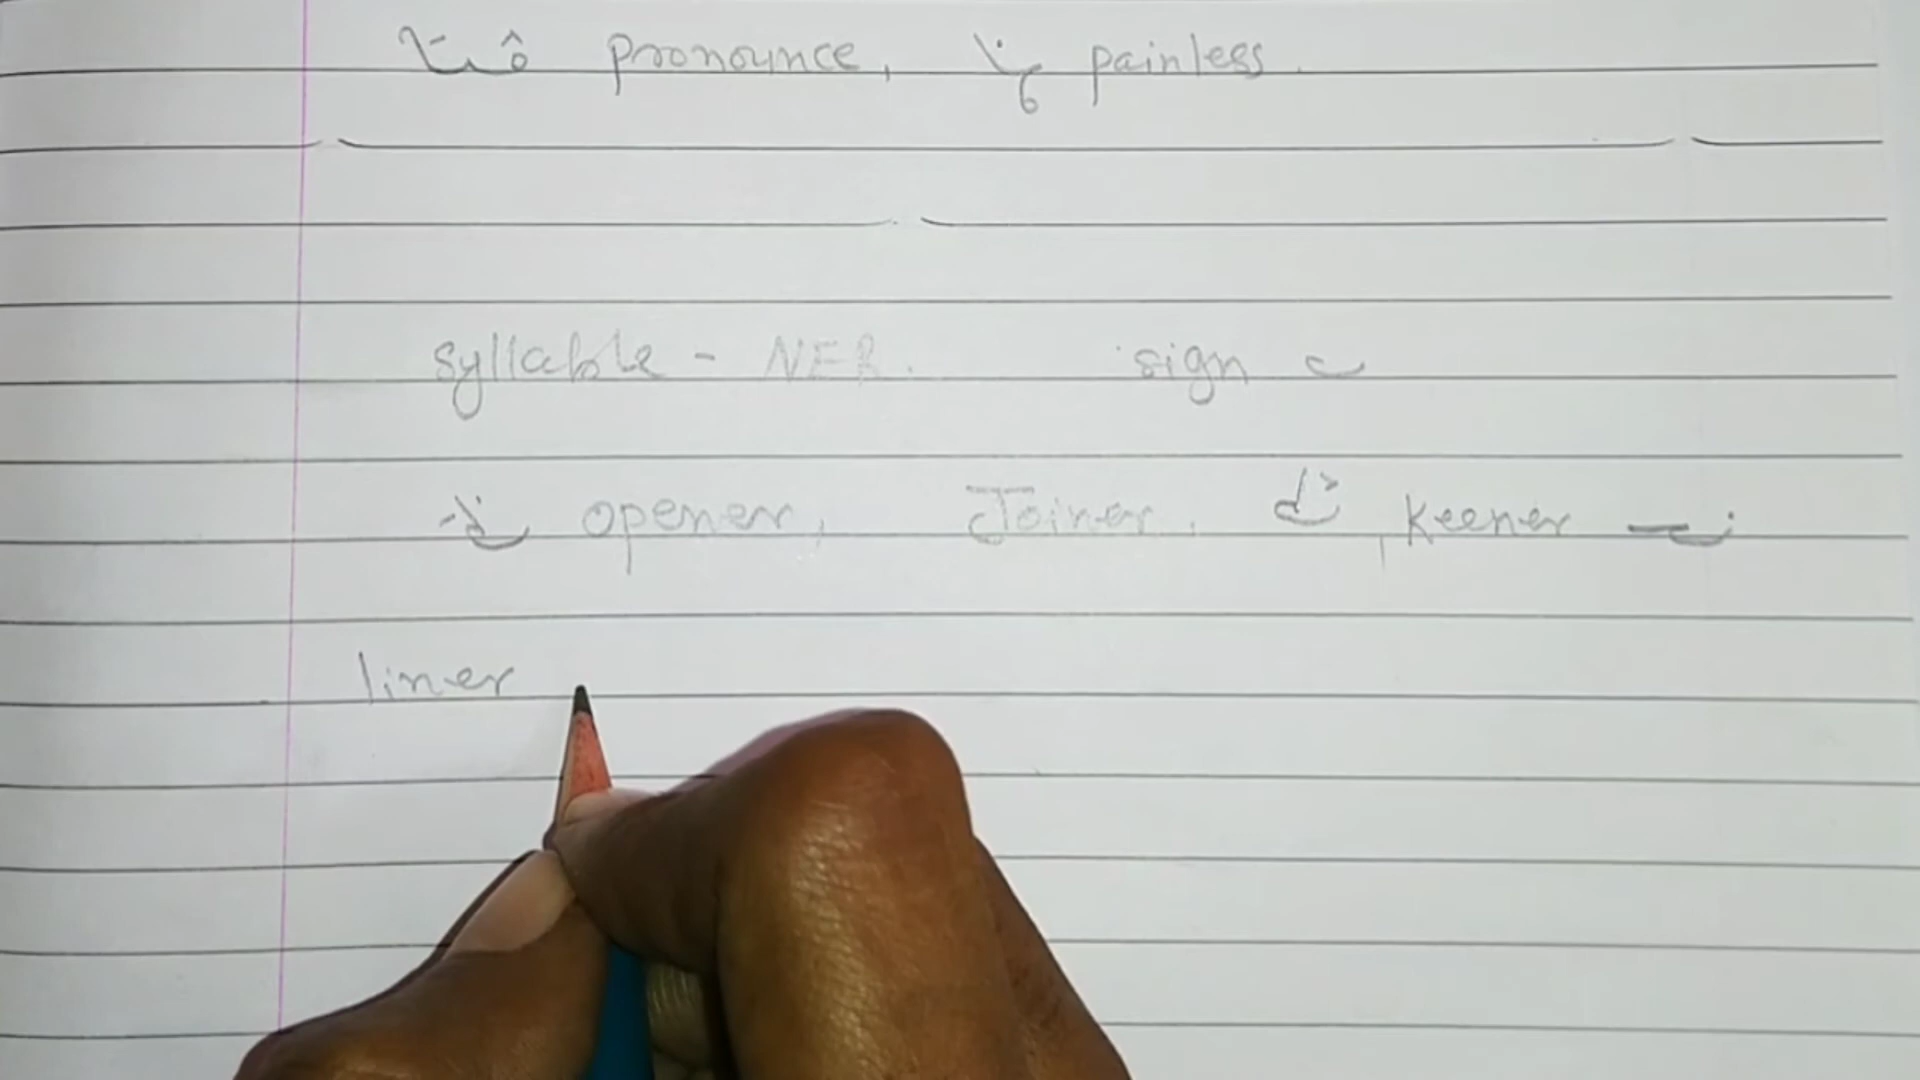 pronounce, painless.
syllable - NER. sign
opener, Joiner, , Keener
liner